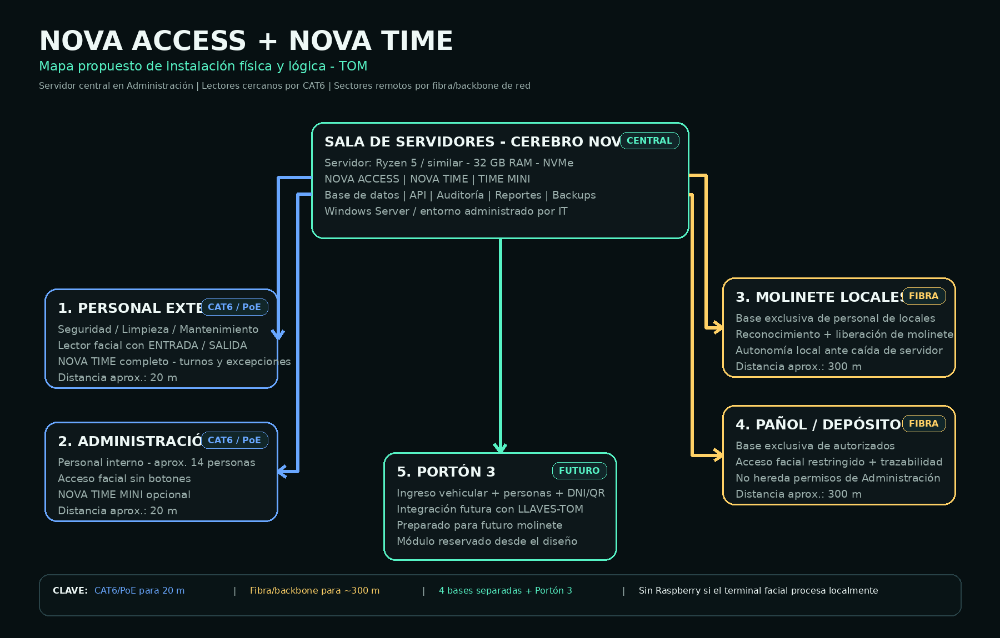 NOVA ACCESS + NOVA TIME
Mapa propuesto de instalación física y lógica - TOM
Servidor central en Administración | Lectores cercanos por CAT6 | Sectores remotos por fibra/backbone de red
SALA DE SERVIDORES - CEREBRO NOV
CENTRAL
Servidor: Ryzen 5 / similar - 32 GB RAM - NVMe
NOVA ACCESS | NOVA TIME | TIME MINI
Base de datos | API | Auditoría | Reportes | Backups
Windows Server / entorno administrado por IT
1. PERSONAL EXTE
CAT6 / PoE
Seguridad / Limpieza / Mantenimiento
Lector facial con ENTRADA / SALIDA
NOVA TIME completo - turnos y excepciones
Distancia aprox.: 20 m
2. ADMINISTRACIÓ
CAT6 / PoE
Personal interno - aprox. 14 personas
Acceso facial sin botones
NOVA TIME MINI opcional
Distancia aprox.: 20 m
3. MOLINETE LOCALES
FIBRA
Base exclusiva de personal de locales
Reconocimiento + liberación de molinete
Autonomía local ante caída de servidor
Distancia aprox.: 300 m
4. PAÑOL / DEPÓSITO
FIBRA
Base exclusiva de autorizados
Acceso facial restringido + trazabilidad
No hereda permisos de Administración
Distancia aprox.: 300 m
5. PORTÓN 3
FUTURO
Ingreso vehicular + personas + DNI/QR
Integración futura con LLAVES-TOM
Preparado para futuro molinete
Módulo reservado desde el diseño
CLAVE: CAT6/PoE para 20 m | Fibra/backbone para ~300 m | 4 bases separadas + Portón 3 | Sin Raspberry si el terminal facial procesa localmente